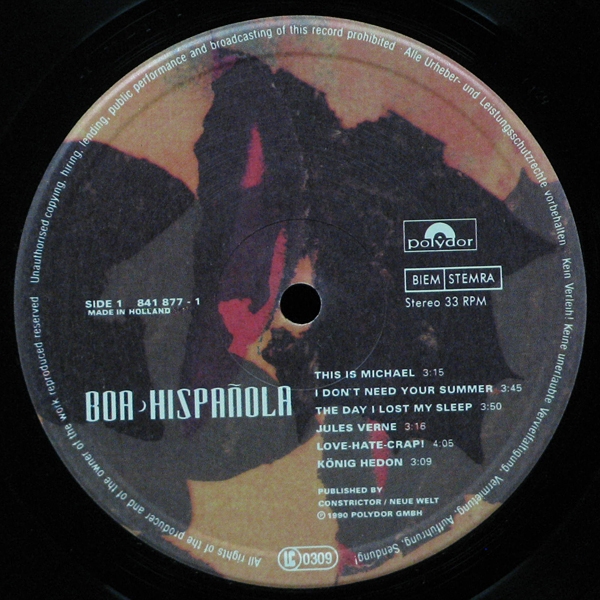 Unauthorised copying, hiring, lending, public performance and broadcasting of this record prohibited · Alle Urheber- und Leistungsschutzrechte vorbehalten · Kein Verleih! Keine unerlaubte Vervielfältigung, Vermietung, Aufführung, Sendung!
polydor
BIEM STEMRA
Stereo 33 RPM
SIDE 1 841 877 - 1
MADE IN HOLLAND
BOA HISPAÑOLA
THIS IS MICHAEL 3:15
I DON'T NEED YOUR SUMMER 3:45
THE DAY I LOST MY SLEEP 3:50
JULES VERNE 3:16
LOVE-HATE-CRAP! 4:05
KÖNIG HEDON 3:09
PUBLISHED BY
CONSTRICTOR / NEUE WELT
Ⓟ 1990 POLYDOR GMBH
LC 0309
All rights of the producer and of the owner of the work reproduced reserved